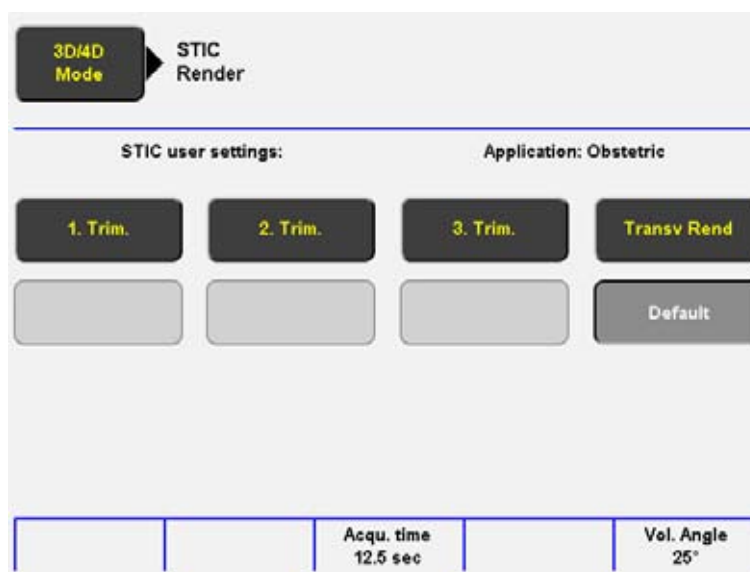 3D/4D
Mode
STIC
Render
STIC user settings:
Application: Obstetric
1. Trim.
2. Trim.
3. Trim.
Transv Rend
Default
Acqu. time
12.5 sec
Vol. Angle
25°